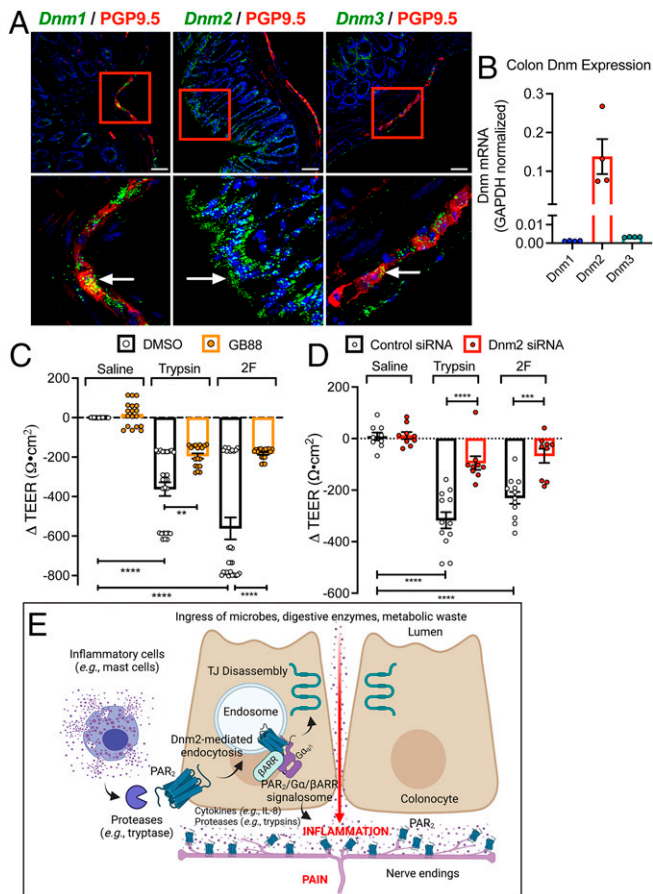 A
Dnm1 / PGP9.5
Dnm2 / PGP9.5
Dnm3 / PGP9.5
B
Colon Dnm Expression
Dnm mRNA
(GAPDH normalized)
0.3
0.2
0.1
0.01
0.00
Dnm1
Dnm2
Dnm3
C
DMSO
GB88
Saline
Trypsin
2F
Δ TEER (Ω•cm²)
200
0
-200
-400
-600
-800
**
****
****
****
D
Control siRNA
Dnm2 siRNA
Saline
Trypsin
2F
Δ TEER (Ω•cm²)
200
0
-200
-400
-600
****
***
****
****
E
Ingress of microbes, digestive enzymes, metabolic waste
Inflammatory cells
(e.g., mast cells)
Lumen
TJ Disassembly
Endosome
Dnm2-mediated
endocytosis
PAR₂
βARR
Gαq/i
PAR₂/Gα/βARR
signalosome
Colonocyte
Proteases
(e.g., tryptase)
Cytokines (e.g., IL-8)
Proteases (e.g., trypsins)
INFLAMMATION
PAR₂
PAIN
Nerve endings